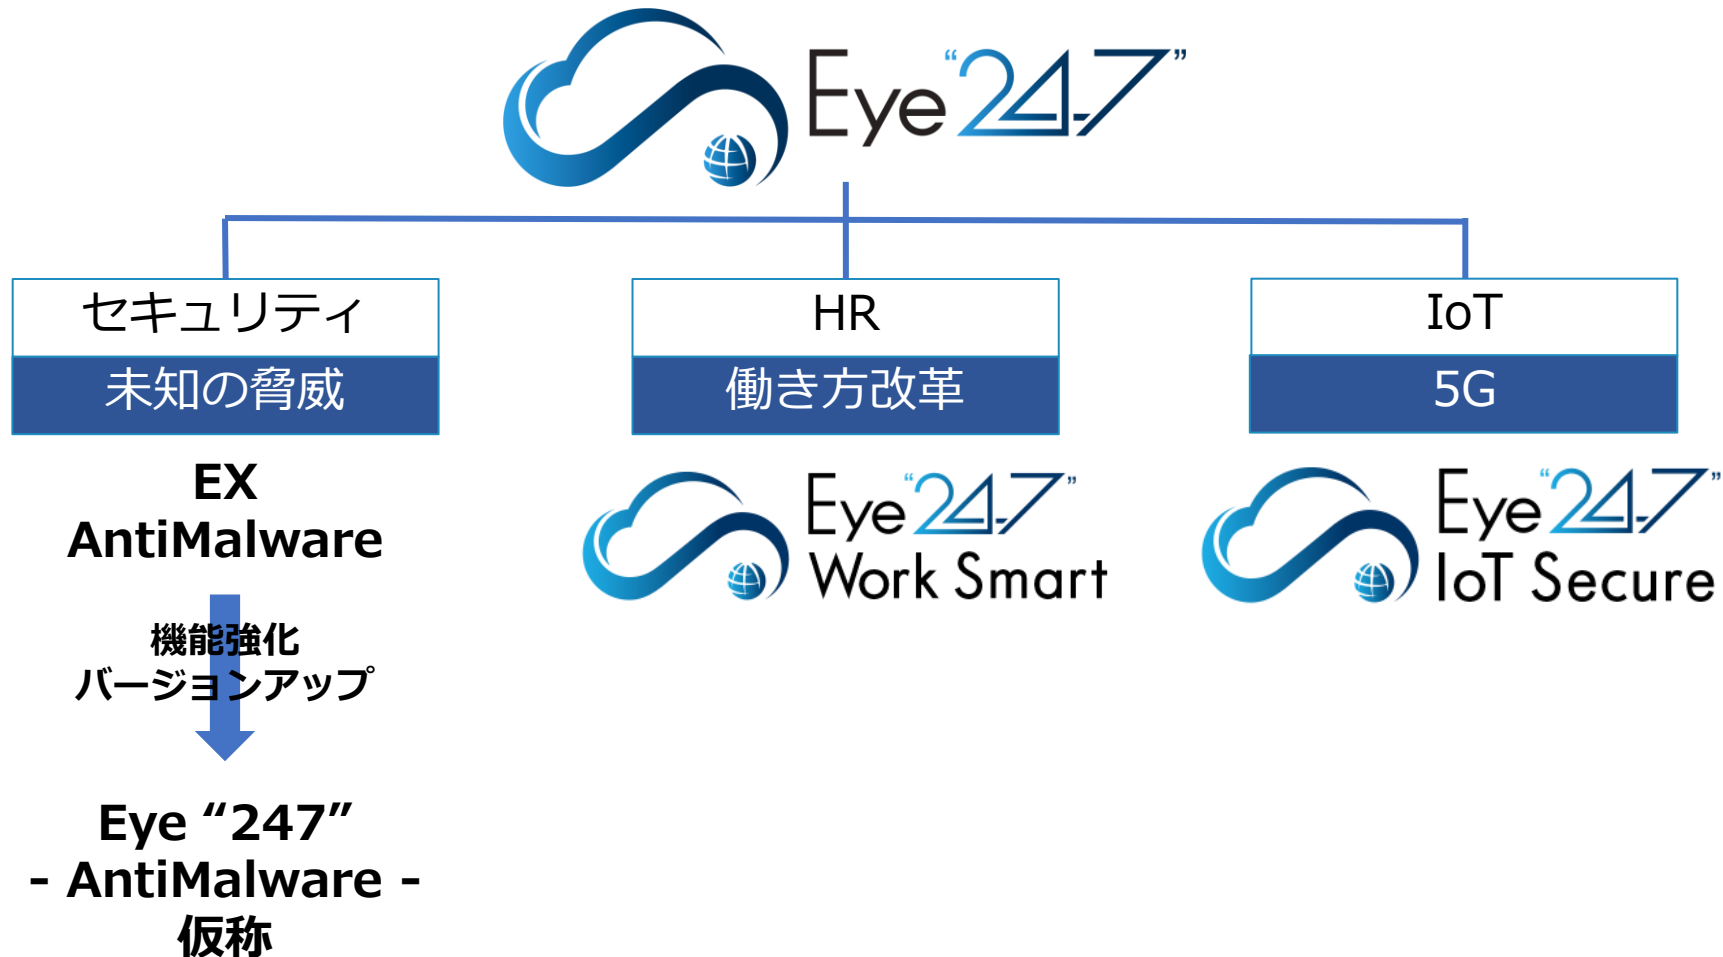 Eye “247”
セキュリティ
未知の脅威
EX
AntiMalware
機能強化
バージョンアップ
Eye “247”
- AntiMalware -
仮称
HR
働き方改革
Eye “247”
Work Smart
IoT
5G
Eye “247”
IoT Secure